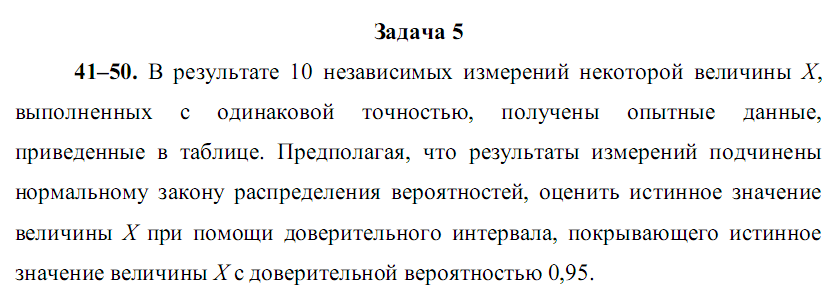 Задача 5
41–50. В результате 10 независимых измерений некоторой величины X,
выполненных с одинаковой точностью, получены опытные данные,
приведенные в таблице. Предполагая, что результаты измерений подчинены
нормальному закону распределения вероятностей, оценить истинное значение
величины X при помощи доверительного интервала, покрывающего истинное
значение величины X с доверительной вероятностью 0,95.